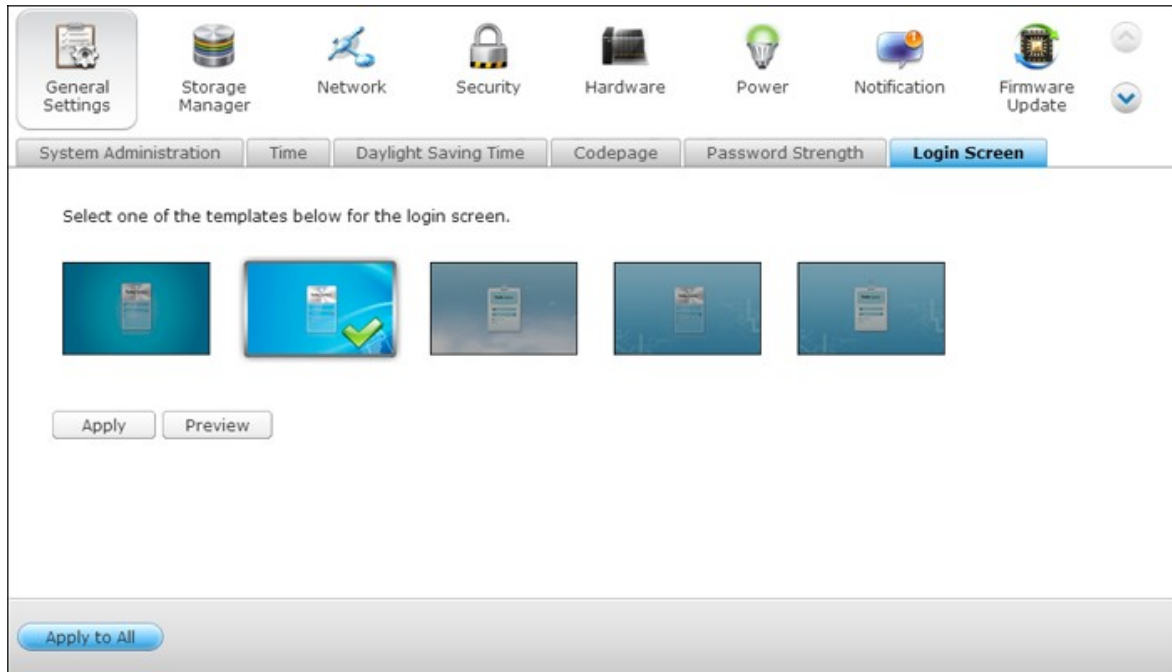 General Settings
Storage Manager
Network
Security
Hardware
Power
Notification
Firmware Update
System Administration
Time
Daylight Saving Time
Codepage
Password Strength
Login Screen
Select one of the templates below for the login screen.
Apply
Preview
Apply to All